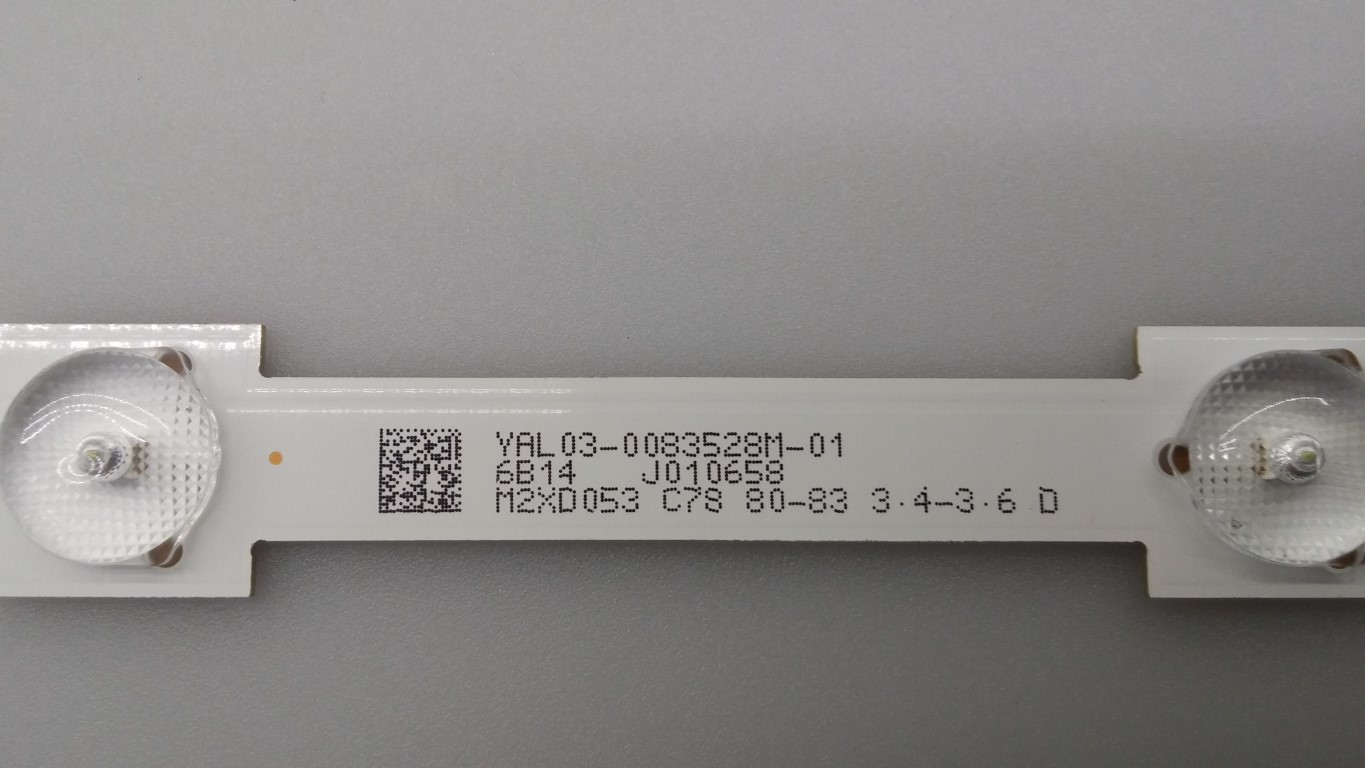 YAL03-0083528M-01
6B14 J010658
M2XD053 C78 80-83 3·4-3·6 D